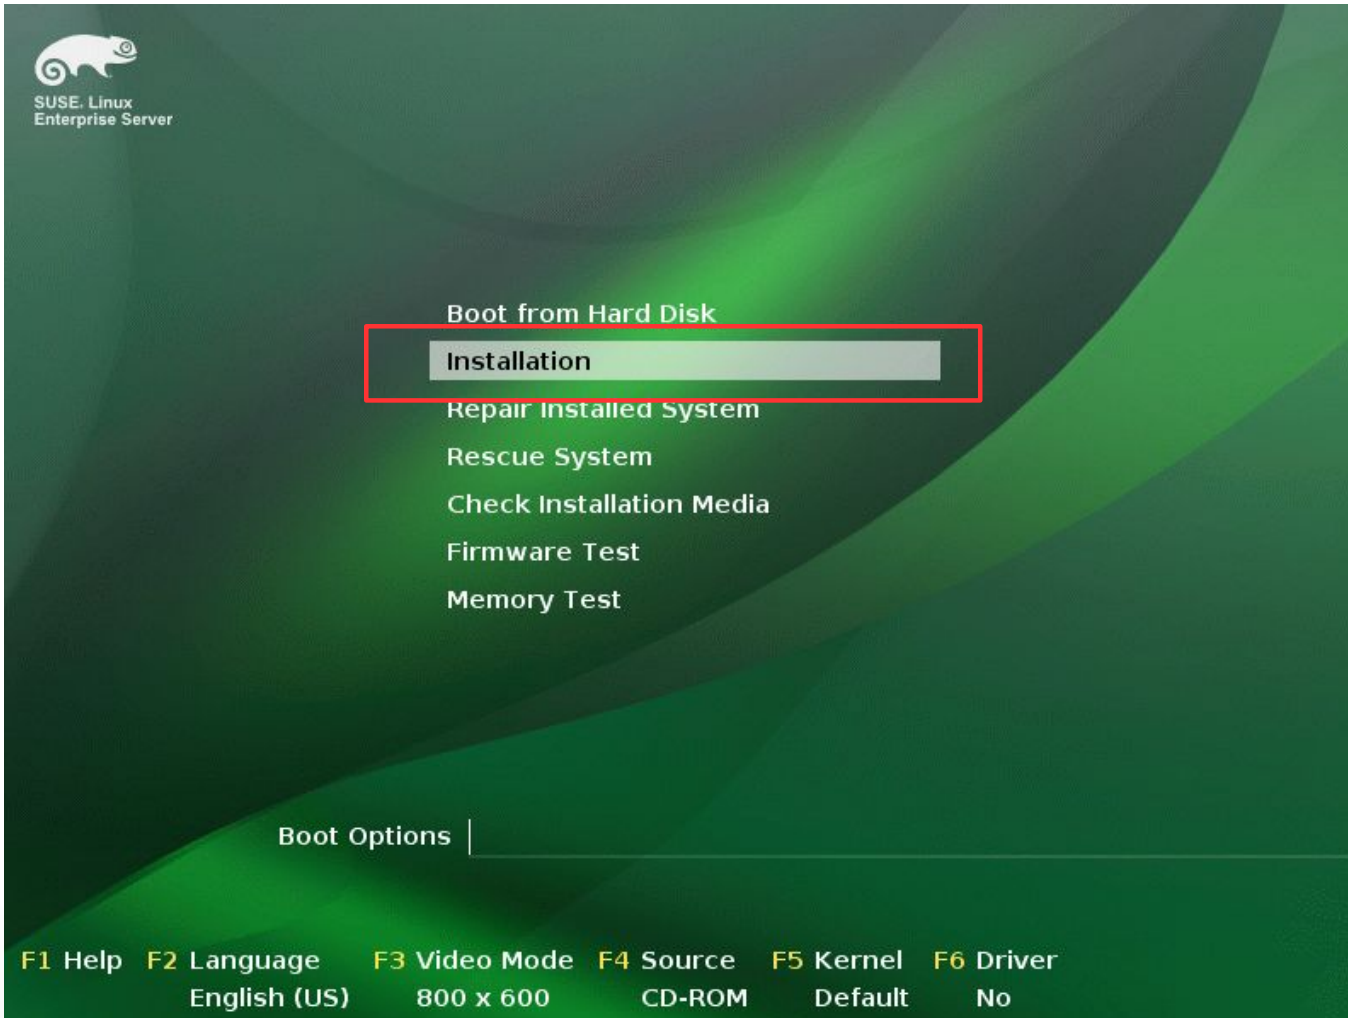 SUSE. Linux
Enterprise Server
Boot from Hard Disk
Installation
Repair Installed System
Rescue System
Check Installation Media
Firmware Test
Memory Test
Boot Options
F1 Help F2 Language F3 Video Mode F4 Source F5 Kernel F6 Driver
English (US) 800 x 600 CD-ROM Default No